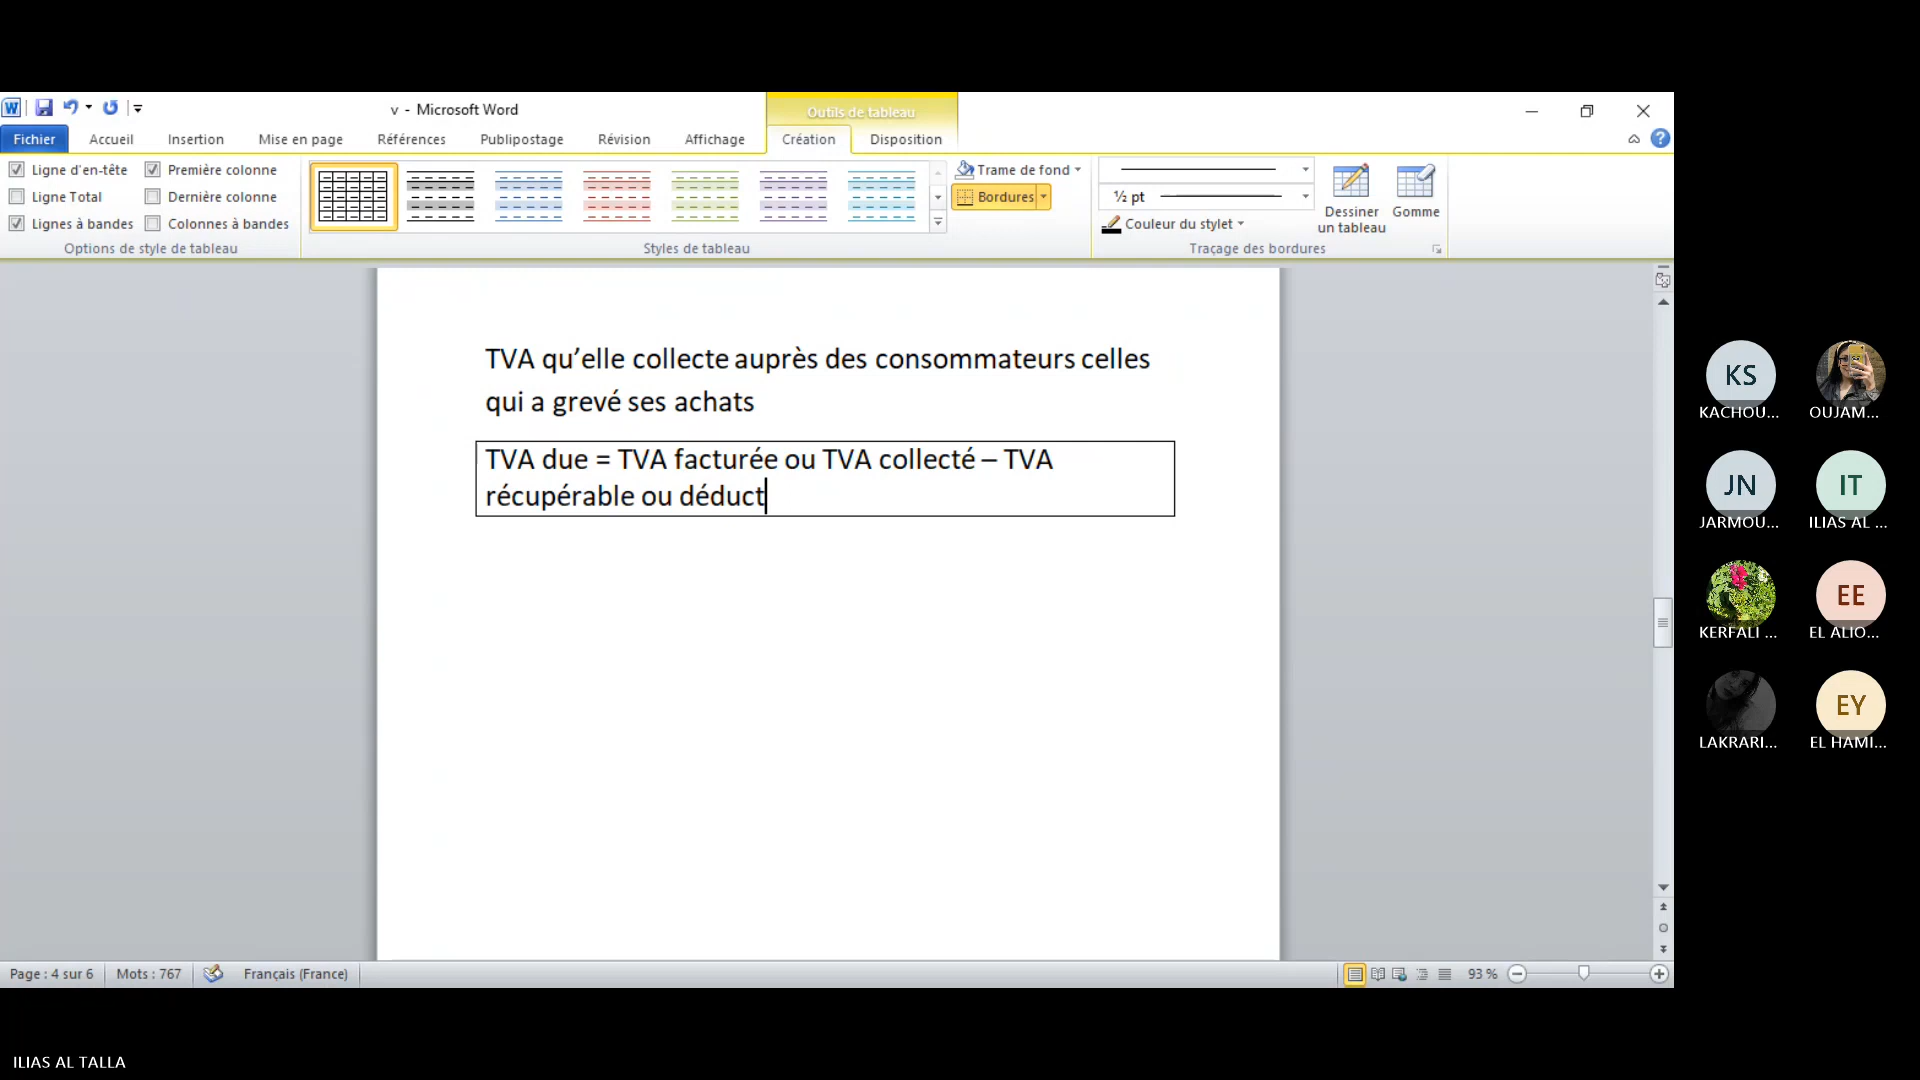 v - Microsoft Word
Outils de tableau
Fichier
Accueil
Insertion
Mise en page
Références
Publipostage
Révision
Affichage
Création
Disposition
Ligne d'en-tête
Première colonne
Ligne Total
Dernière colonne
Lignes à bandes
Colonnes à bandes
Options de style de tableau
Styles de tableau
Trame de fond
Bordures
½ pt
Couleur du stylet
Dessiner
un tableau
Gomme
Traçage des bordures
TVA qu’elle collecte auprès des consommateurs celles
qui a grevé ses achats
TVA due = TVA facturée ou TVA collecté – TVA
récupérable ou déduct
KS
KACHOU...
OUJAM...
JN
JARMOU...
IT
ILIAS AL ...
KERFALI ...
EE
EL ALIO...
LAKRARI...
EY
EL HAMI...
Page : 4 sur 6
Mots : 767
Français (France)
93 %
ILIAS AL TALLA